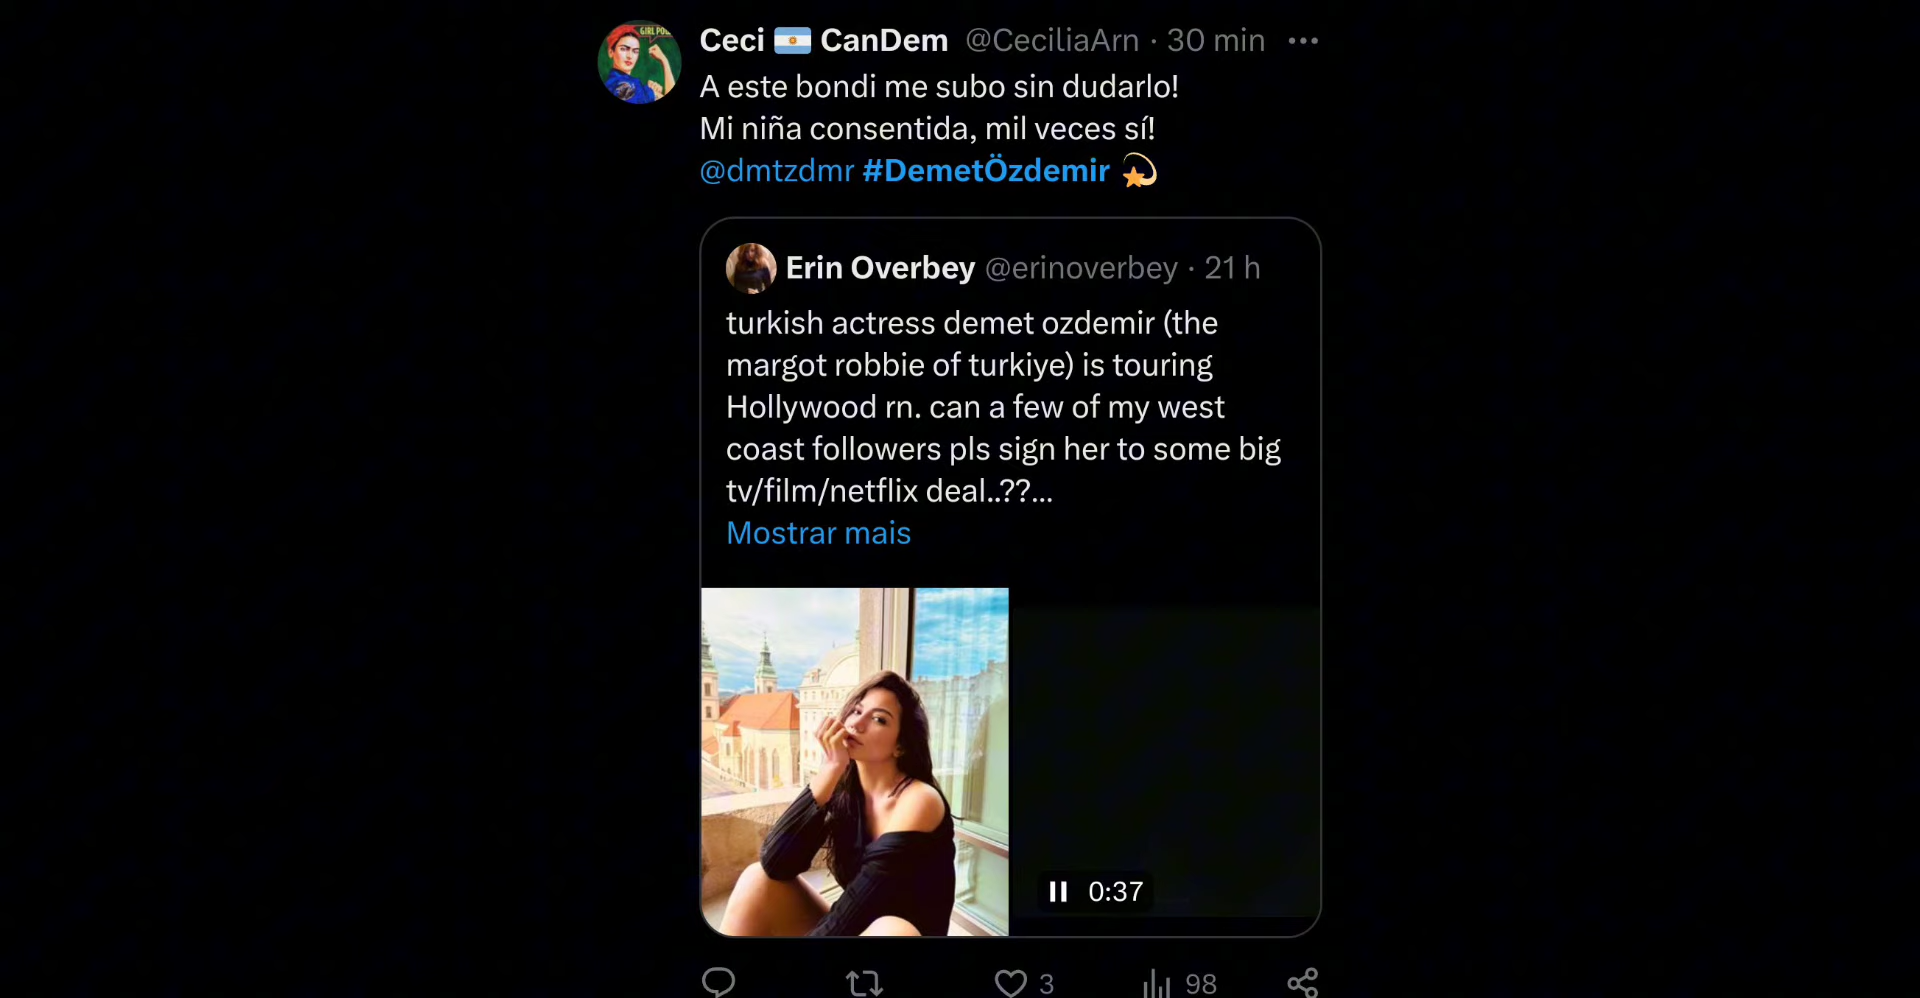 GIRL PO
Ceci 🇦🇷 CanDem @CeciliaArn · 30 min
A este bondi me subo sin dudarlo!
Mi niña consentida, mil veces sí!
@dmtzdmr #DemetÖzdemir 💫
Erin Overbey @erinoverbey · 21 h
turkish actress demet ozdemir (the
margot robbie of turkiye) is touring
Hollywood rn. can a few of my west
coast followers pls sign her to some big
tv/film/netflix deal..??...
Mostrar mais
0:37
3 98